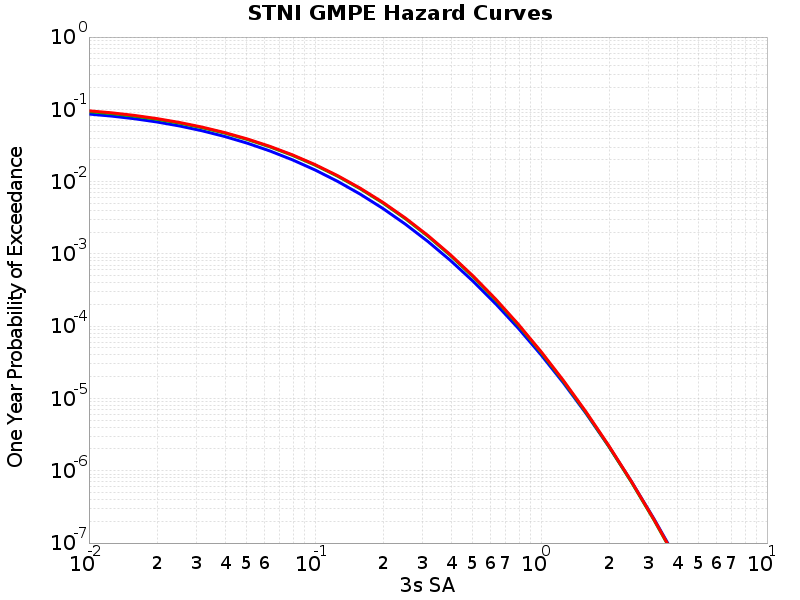 STNI GMPE Hazard Curves
One Year Probability of Exceedance
10^0
10^-1
10^-2
10^-3
10^-4
10^-5
10^-6
10^-7
10^-2 2 3 4 5 6 10^-1 2 3 4 5 6 7 10^0 2 3 4 5 6 7 10^1
3s SA